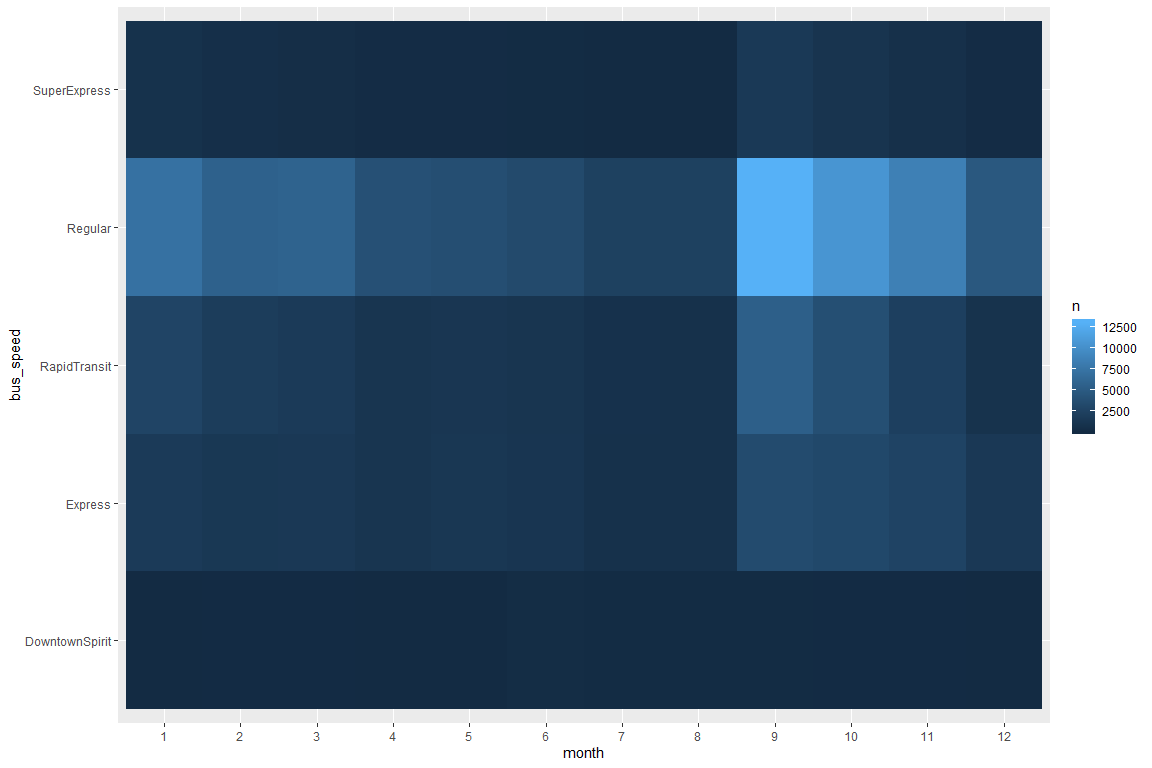 SuperExpress
Regular
RapidTransit
Express
DowntownSpirit
bus_speed
1 2 3 4 5 6 7 8 9 10 11 12
month
n
12500
10000
7500
5000
2500